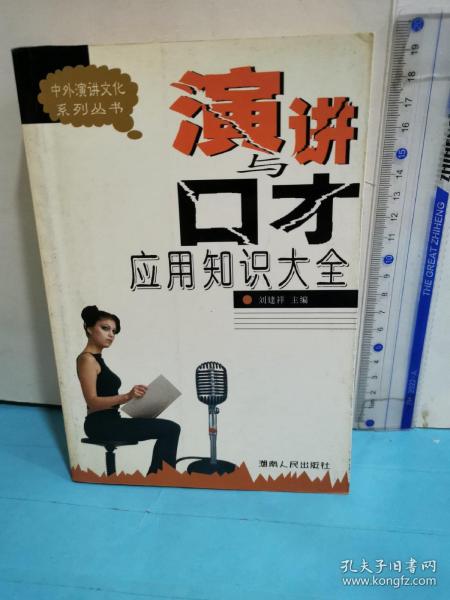 中外演讲文化
系列丛书
演讲
与
口才
应用知识大全
刘建祥 主编
湖南人民出版社
THE GREAT ZHIHENG
孔夫子旧书网
www.kongfz.com